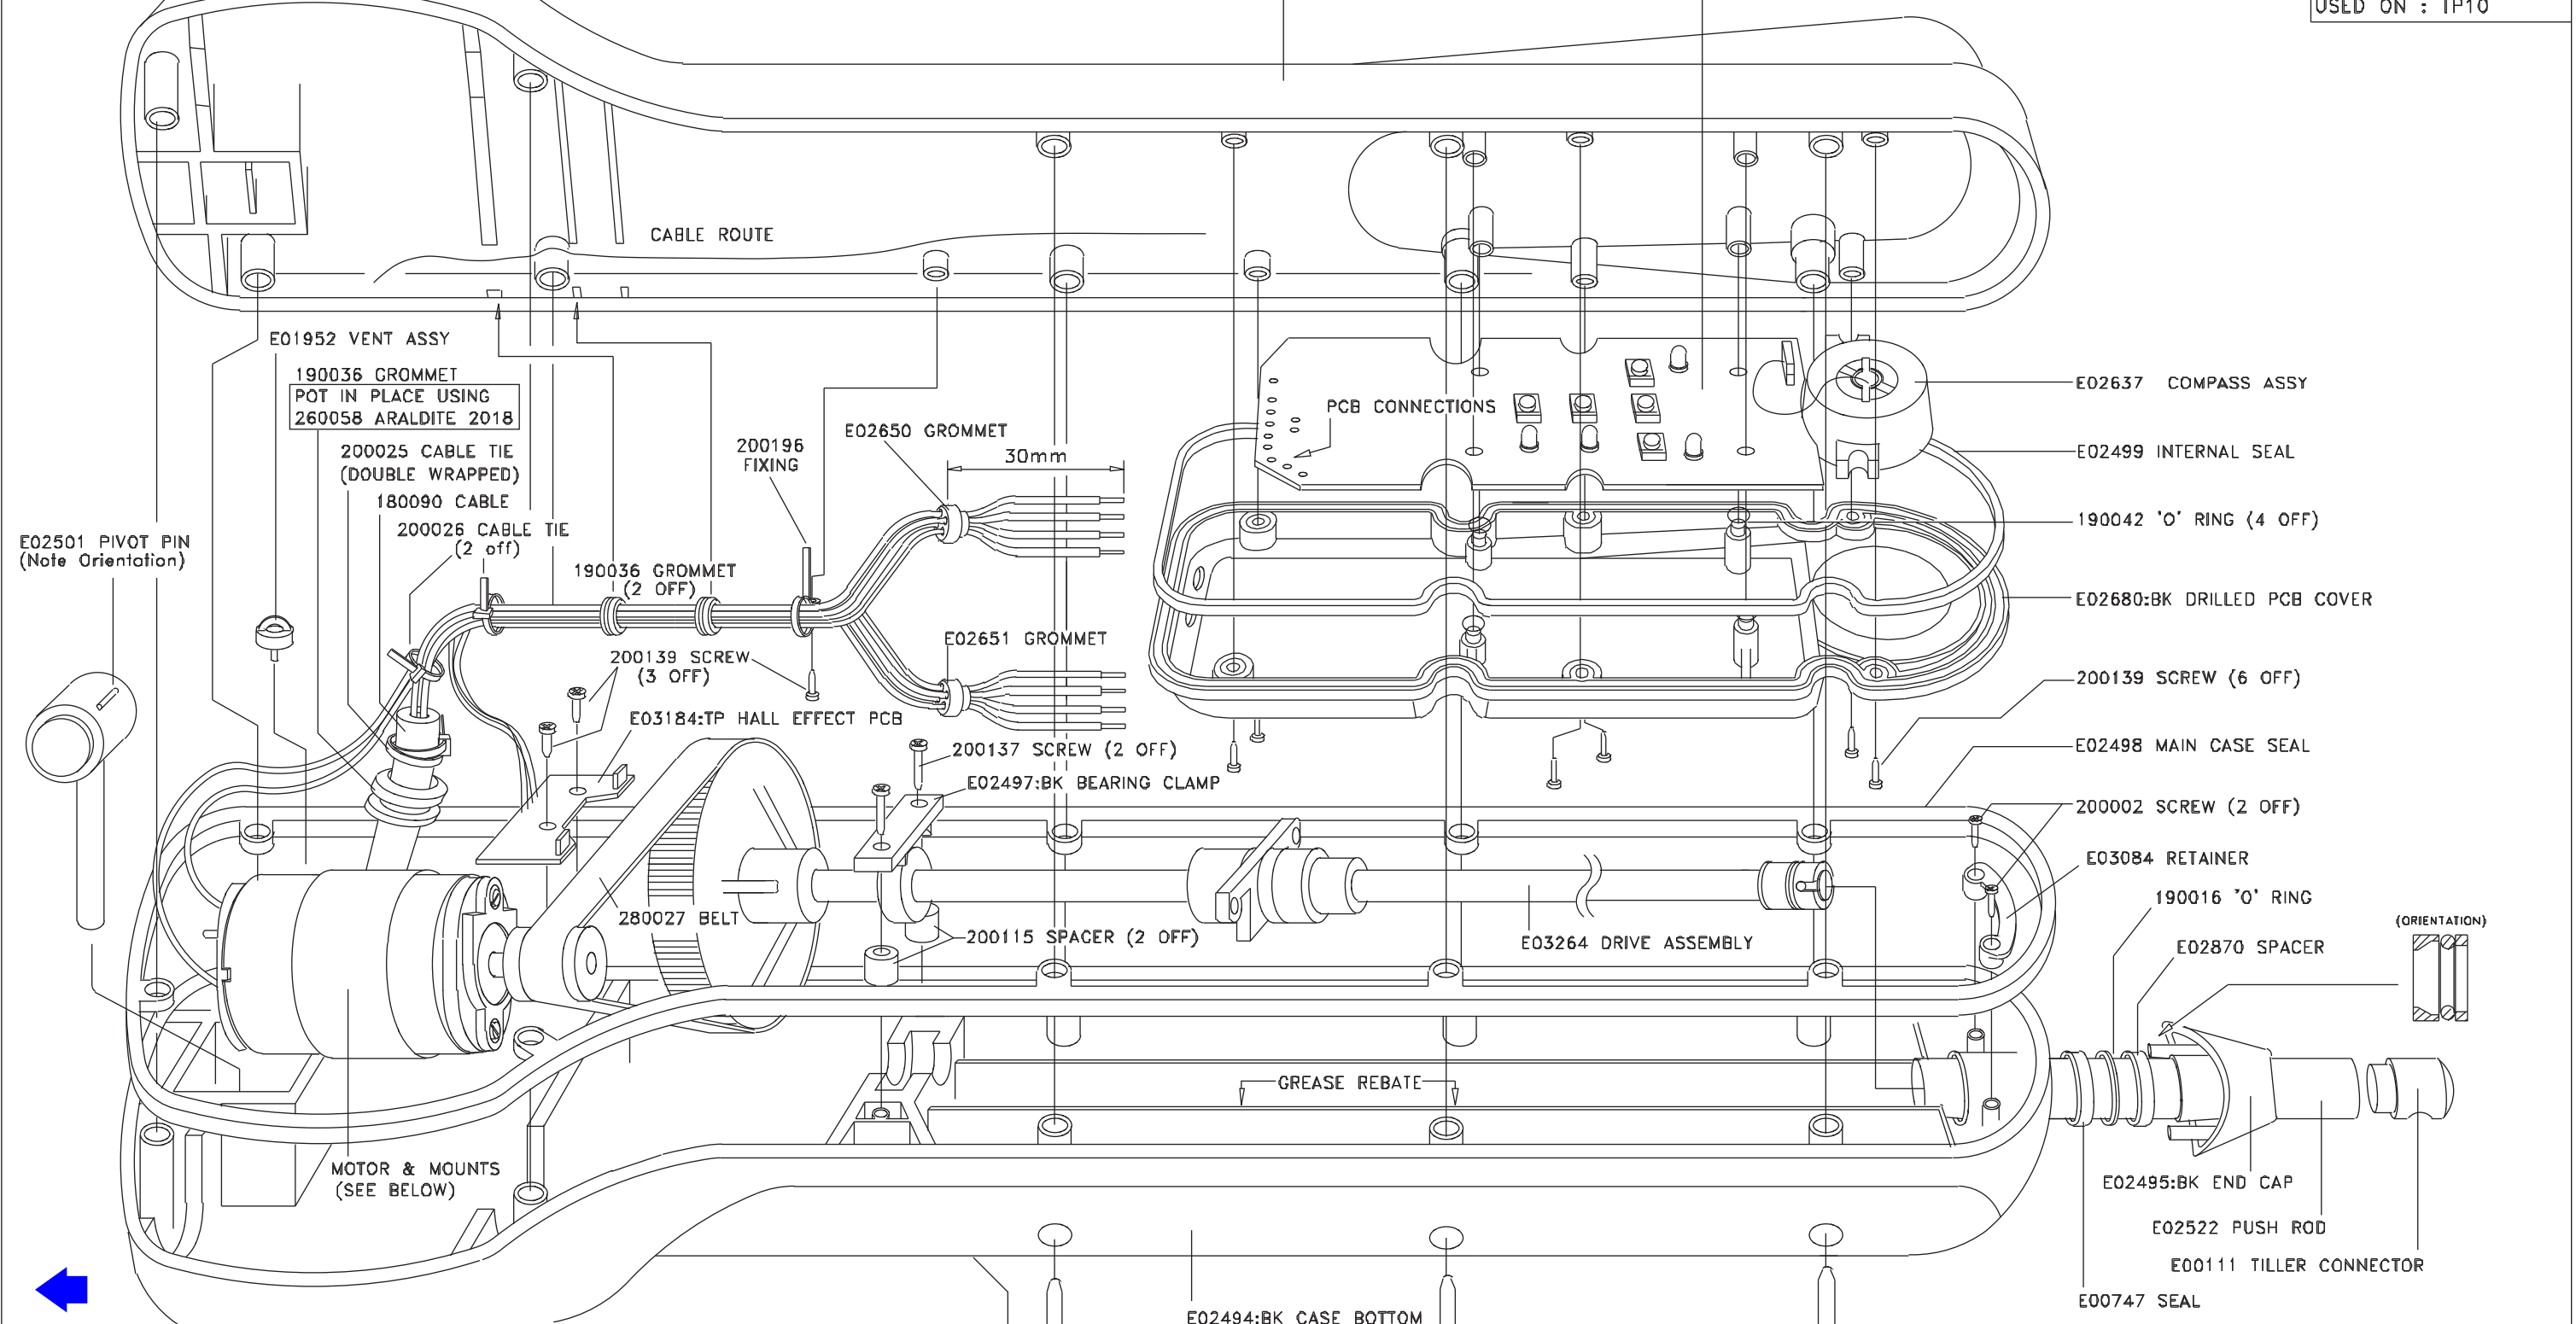 USED ON : TP10
CABLE ROUTE
E01952 VENT ASSY
190036 GROMMET
POT IN PLACE USING
260058 ARALDITE 2018
200025 CABLE TIE
(DOUBLE WRAPPED)
180090 CABLE
200026 CABLE TIE
(2 off)
E02501 PIVOT PIN
(Note Orientation)
190036 GROMMET
(2 OFF)
200196
FIXING
E02650 GROMMET
30mm
PCB CONNECTIONS
E02637 COMPASS ASSY
E02499 INTERNAL SEAL
190042 'O' RING (4 OFF)
E02680:BK DRILLED PCB COVER
E02651 GROMMET
200139 SCREW
(3 OFF)
E03184:TP HALL EFFECT PCB
200137 SCREW (2 OFF)
E02497:BK BEARING CLAMP
200139 SCREW (6 OFF)
E02498 MAIN CASE SEAL
200002 SCREW (2 OFF)
E03084 RETAINER
190016 'O' RING
(ORIENTATION)
E02870 SPACER
280027 BELT
200115 SPACER (2 OFF)
E03264 DRIVE ASSEMBLY
GREASE REBATE
MOTOR & MOUNTS
(SEE BELOW)
E02495:BK END CAP
E02522 PUSH ROD
E00111 TILLER CONNECTOR
E00747 SEAL
E02494:BK CASE BOTTOM